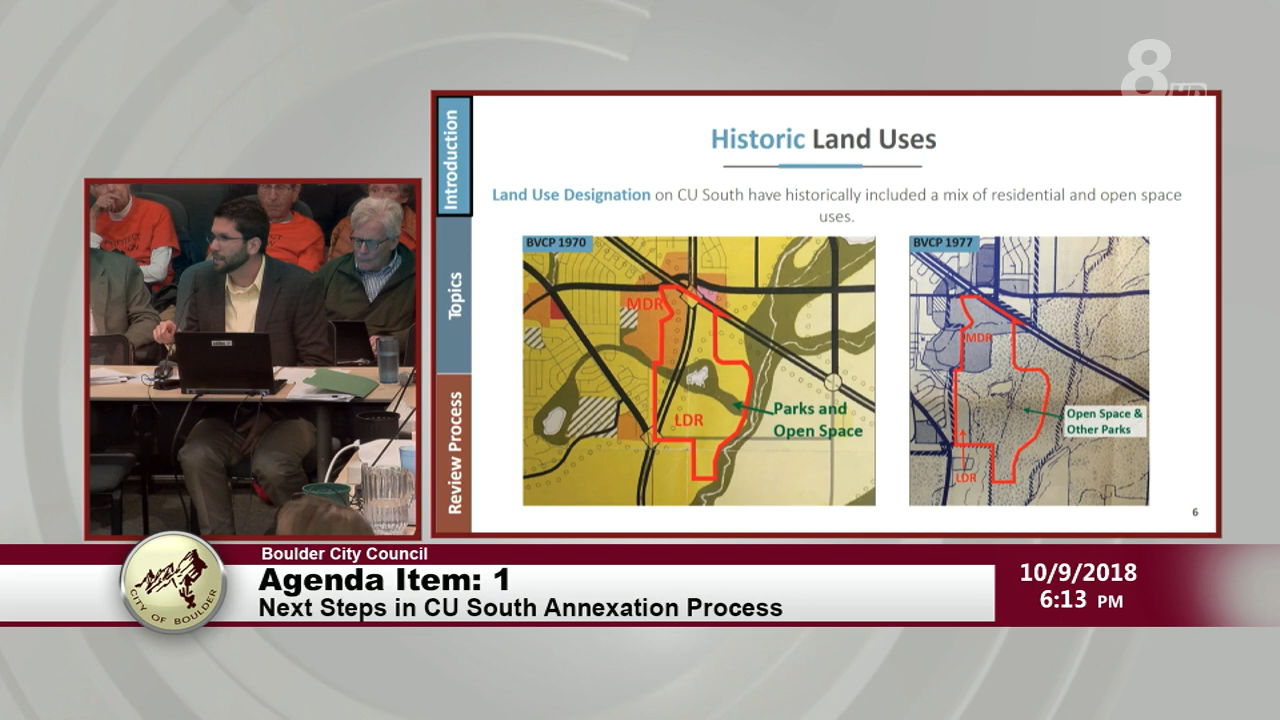 8
HD
Introduction
Topics
Review Process
Historic Land Uses
Land Use Designation on CU South have historically included a mix of residential and open space
uses.
BVCP 1970
MDR
LDR
Parks and
Open Space
BVCP 1977
MDR
Open Space &
Other Parks
LDR
6
Boulder City Council
Agenda Item: 1
Next Steps in CU South Annexation Process
10/9/2018
6:13 PM
CITY OF BOULDER